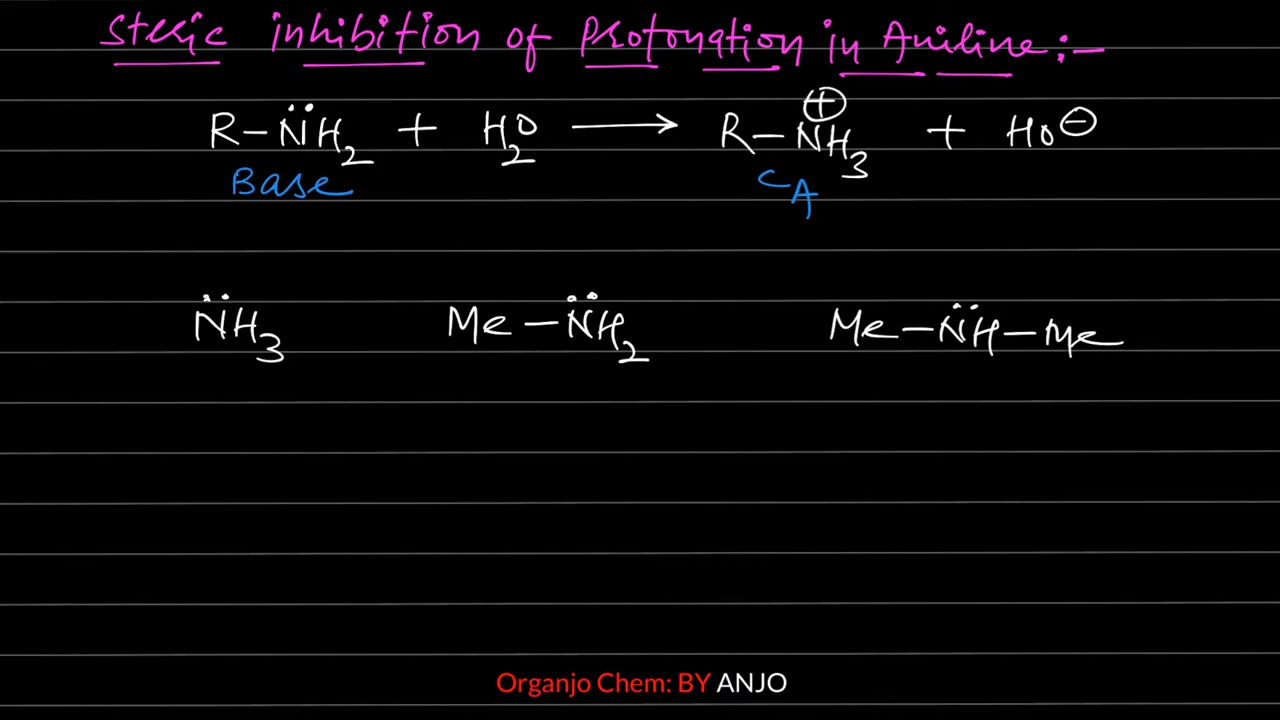 Steric inhibition of Protonation in Aniline:-
R-N̈H₂ + H₂O ⟶ R-N⊕H₃ + HO⊖
Base CA
N̈H₃ Me-N̈H₂ Me-N̈H-Me
Organjo Chem: BY ANJO